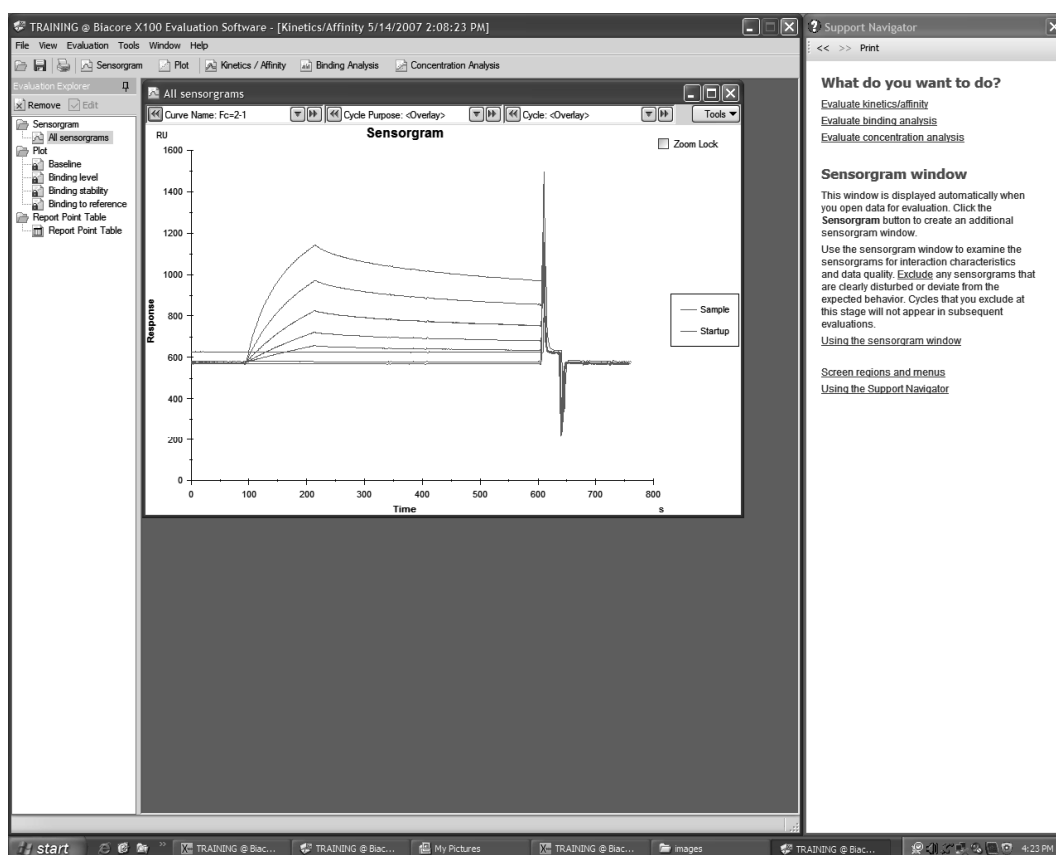 TRAINING @ Biacore X100 Evaluation Software - [Kinetics/Affinity 5/14/2007 2:08:23 PM]
File View Evaluation Tools Window Help
Sensorgram Plot Kinetics / Affinity Binding Analysis Concentration Analysis
Evaluation Explorer
Remove Edit
Sensorgram
All sensorgrams
Plot
Baseline
Binding level
Binding stability
Binding to reference
Report Point Table
Report Point Table
All sensorgrams
Curve Name: Fc=2-1 Cycle Purpose: <Overlay> Cycle: <Overlay> Tools
Sensorgram
Zoom Lock
RU
1600
1400
1200
1000
800
600
400
200
0
Response
0 100 200 300 400 500 600 700 800
Time s
Sample
Startup
Support Navigator
<< >> Print
What do you want to do?
Evaluate kinetics/affinity
Evaluate binding analysis
Evaluate concentration analysis
Sensorgram window
This window is displayed automatically when
you open data for evaluation. Click the
Sensorgram button to create an additional
sensorgram window.
Use the sensorgram window to examine the
sensorgrams for interaction characteristics
and data quality. Exclude any sensorgrams that
are clearly disturbed or deviate from the
expected behavior. Cycles that you exclude at
this stage will not appear in subsequent
evaluations.
Using the sensorgram window
Screen regions and menus
Using the Support Navigator
start TRAINING @ Biac... TRAINING @ Biac... My Pictures TRAINING @ Biac... images TRAINING @ Biac... 4:23 PM